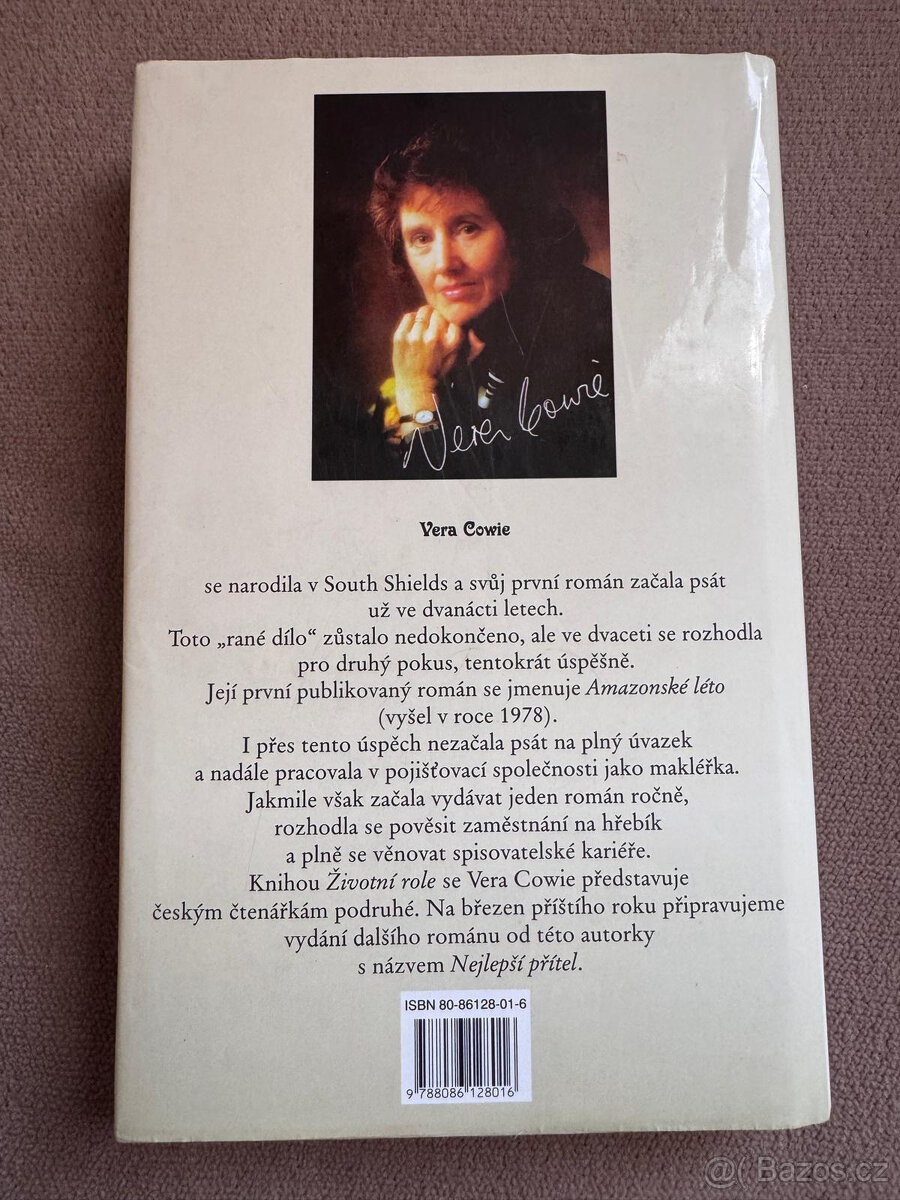 Vera Cowie
Vera Cowie
se narodila v South Shields a svůj první román začala psát
už ve dvanácti letech.
Toto „rané dílo“ zůstalo nedokončeno, ale ve dvaceti se rozhodla
pro druhý pokus, tentokrát úspěšně.
Její první publikovaný román se jmenuje Amazonské léto
(vyšel v roce 1978).
I přes tento úspěch nezačala psát na plný úvazek
a nadále pracovala v pojišťovací společnosti jako makléřka.
Jakmile však začala vydávat jeden román ročně,
rozhodla se pověsit zaměstnání na hřebík
a plně se věnovat spisovatelské kariéře.
Knihou Životní role se Vera Cowie představuje
českým čtenářkám podruhé. Na březen příštího roku připravujeme
vydání dalšího románu od této autorky
s názvem Nejlepší přítel.
ISBN 80-86128-01-6
9 788086 128016
@ Bazos.cz